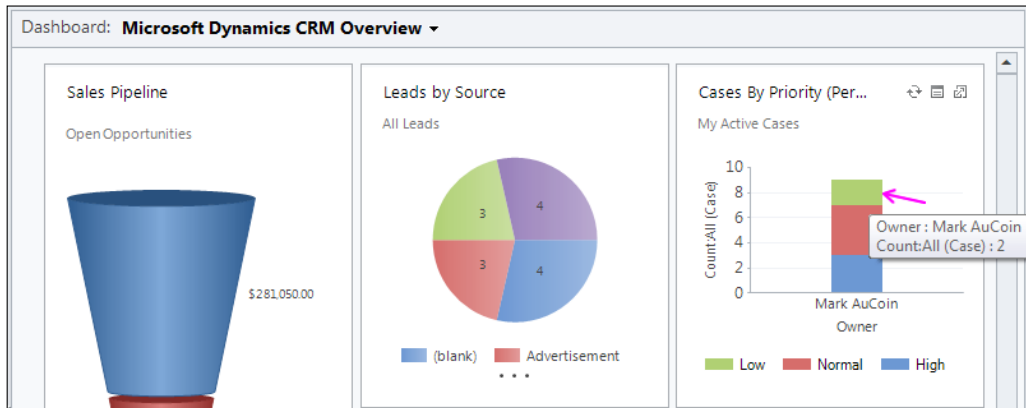 Dashboard: Microsoft Dynamics CRM Overview
Sales Pipeline
Open Opportunities
$281,050.00
Leads by Source
All Leads
3
4
3
4
(blank) Advertisement
...
Cases By Priority (Per...
My Active Cases
Count:All (Case)
10
8
6
4
2
0
Owner : Mark AuCoin
Count:All (Case) : 2
Mark AuCoin
Owner
Low Normal High